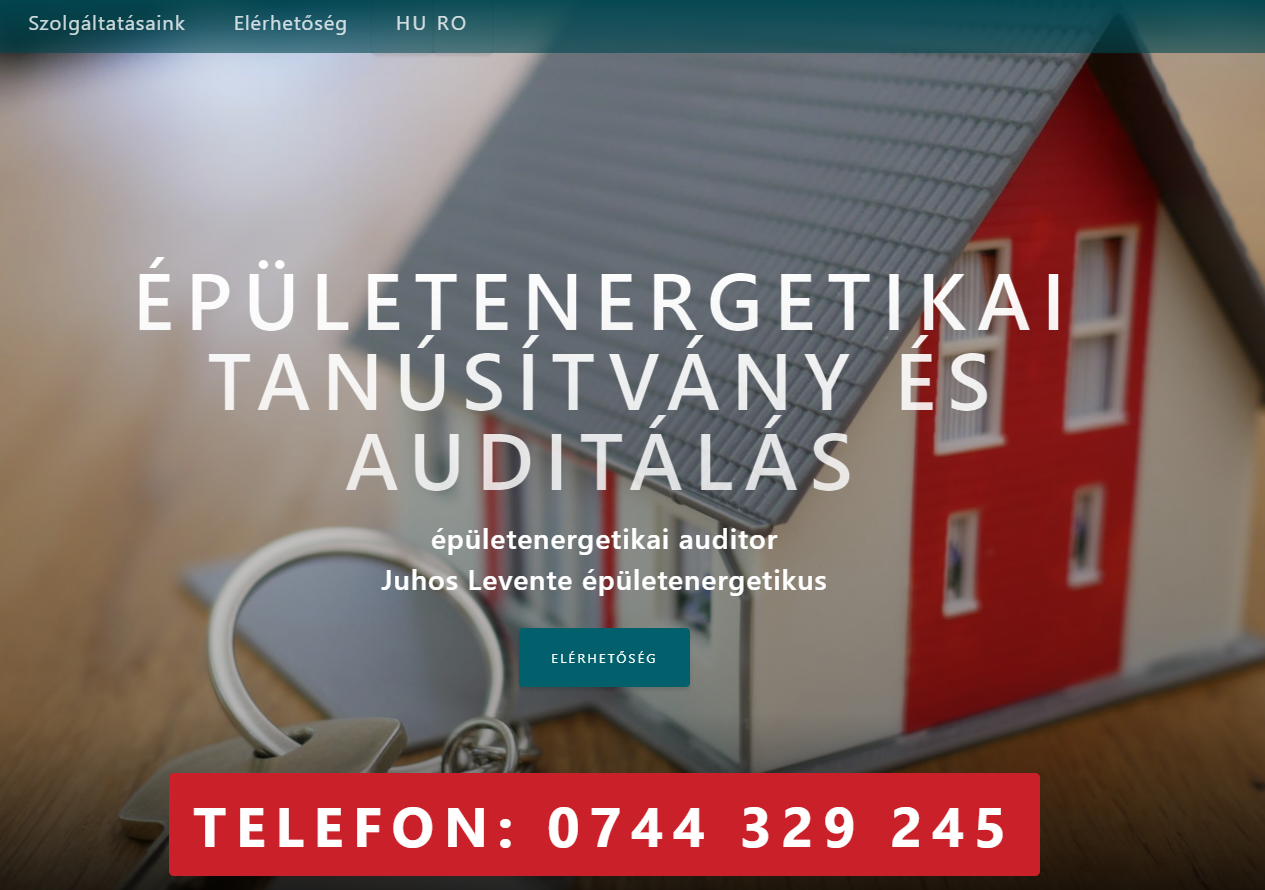 Szolgáltatásaink Elérhetőség HU RO
ÉPÜLETENERGETIKAI
TANÚSÍTVÁNY ÉS
AUDITÁLÁS
épületenergetikai auditor
Juhos Levente épületenergetikus
ELÉRHETŐSÉG
TELEFON: 0744 329 245